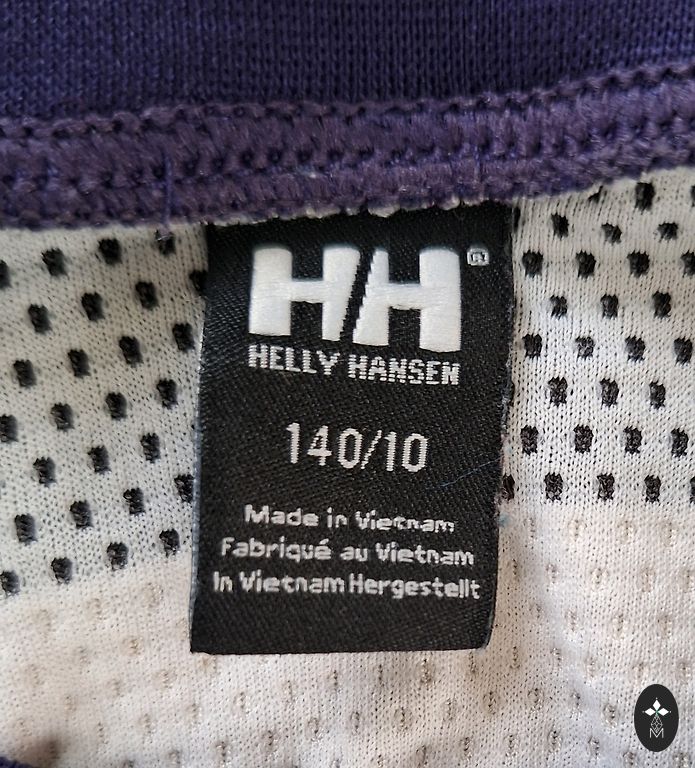 HH®
HELLY HANSEN
140/10
Made in Vietnam
Fabriqué au Vietnam
In Vietnam Hergestellt
M